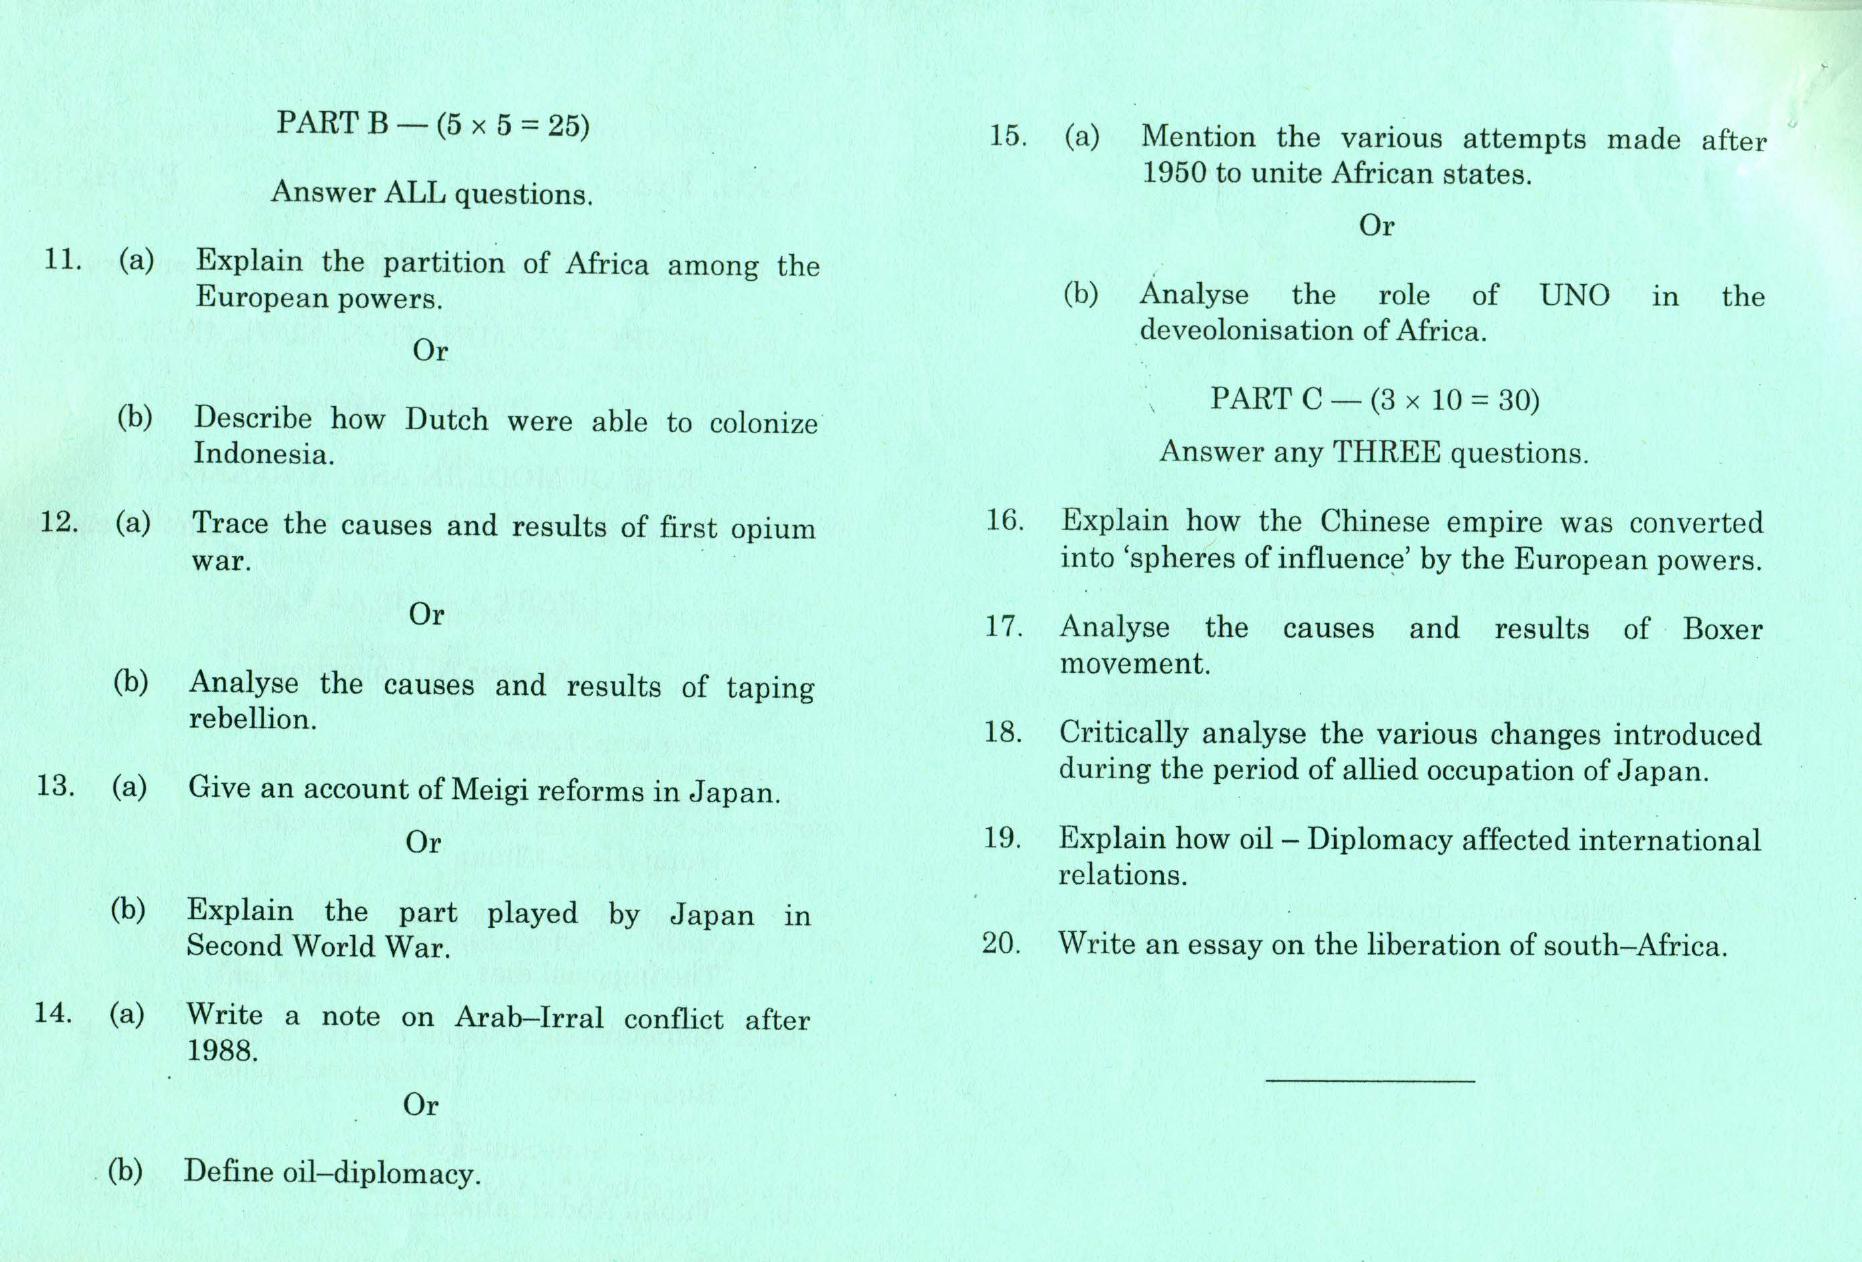 PART B — (5 × 5 = 25)
Answer ALL questions.
11. (a) Explain the partition of Africa among the
European powers.
Or
(b) Describe how Dutch were able to colonize
Indonesia.
12. (a) Trace the causes and results of first opium
war.
Or
(b) Analyse the causes and results of taping
rebellion.
13. (a) Give an account of Meigi reforms in Japan.
Or
(b) Explain the part played by Japan in
Second World War.
14. (a) Write a note on Arab–Irral conflict after
1988.
Or
(b) Define oil–diplomacy.
15. (a) Mention the various attempts made after
1950 to unite African states.
Or
(b) Analyse the role of UNO in the
deveolonisation of Africa.
PART C — (3 × 10 = 30)
Answer any THREE questions.
16. Explain how the Chinese empire was converted
into ‘spheres of influence’ by the European powers.
17. Analyse the causes and results of Boxer
movement.
18. Critically analyse the various changes introduced
during the period of allied occupation of Japan.
19. Explain how oil – Diplomacy affected international
relations.
20. Write an essay on the liberation of south–Africa.